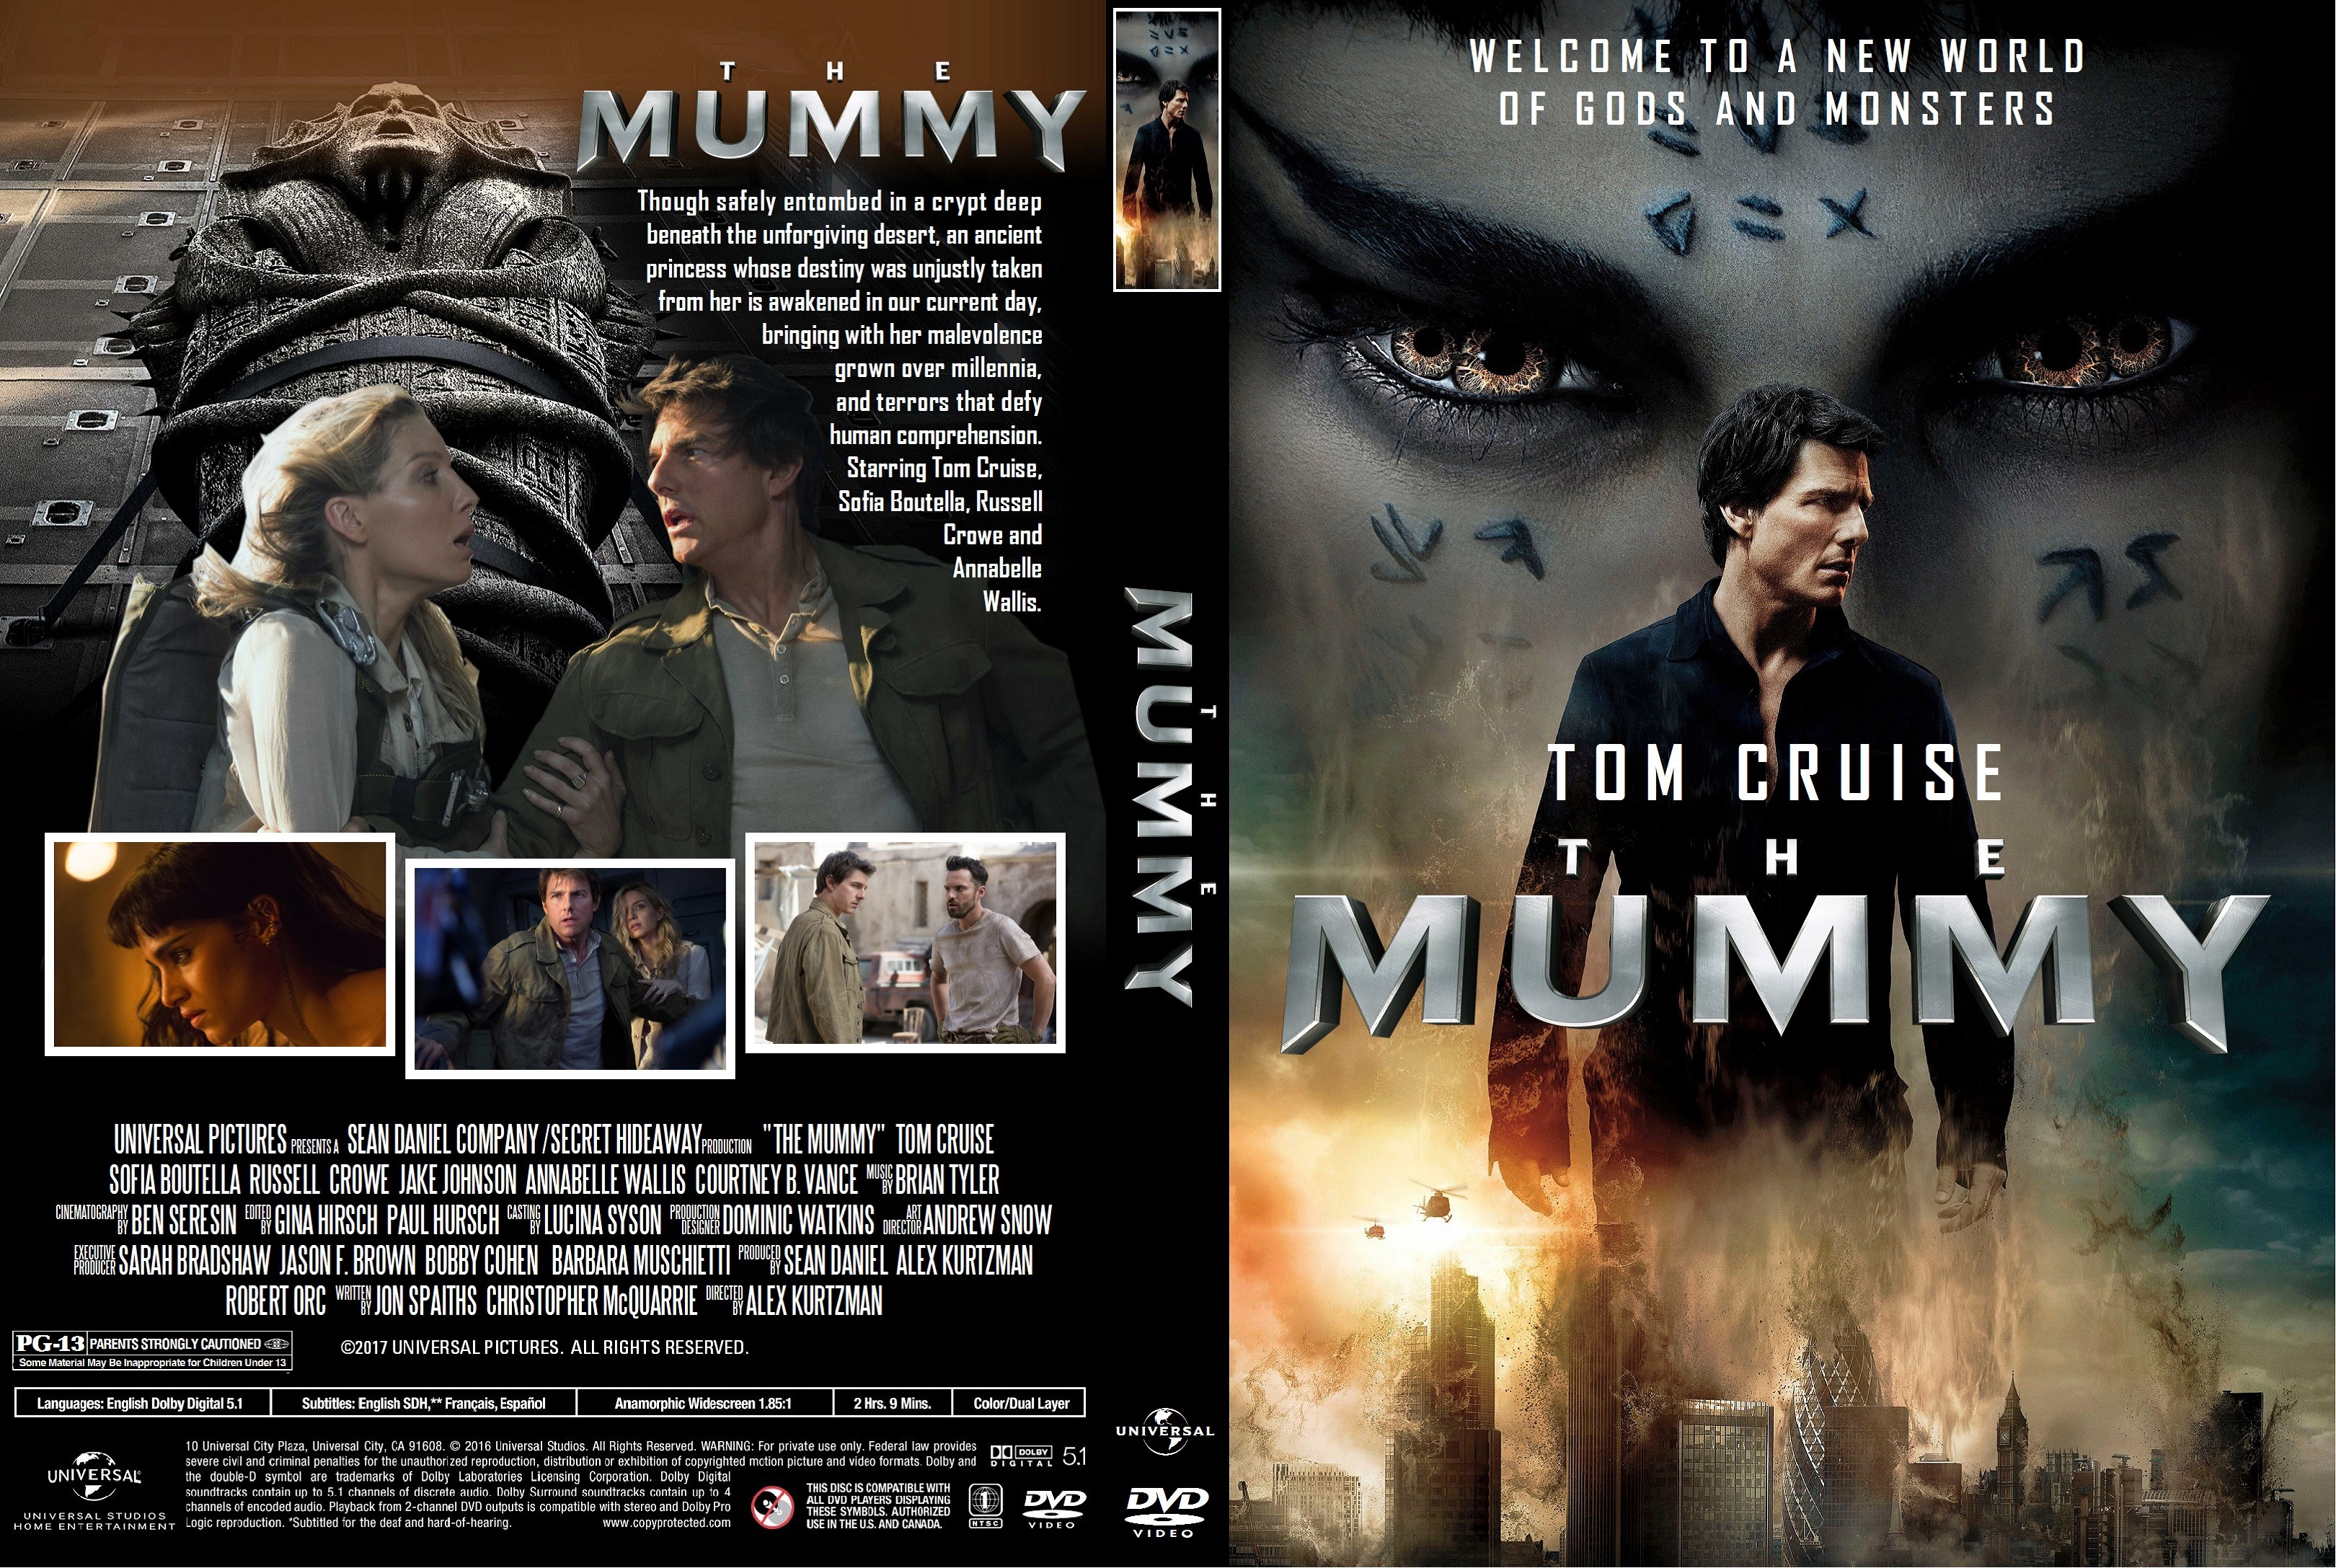 THE
MUMMY
Though safely entombed in a crypt deep
beneath the unforgiving desert, an ancient
princess whose destiny was unjustly taken
from her is awakened in our current day,
bringing with her malevolence
grown over millennia,
and terrors that defy
human comprehension.
Starring Tom Cruise,
Sofia Boutella, Russell
Crowe and
Annabelle
Wallis.
UNIVERSAL PICTURES PRESENTS A SEAN DANIEL COMPANY /SECRET HIDEAWAY PRODUCTION "THE MUMMY" TOM CRUISE
SOFIA BOUTELLA RUSSELL CROWE JAKE JOHNSON ANNABELLE WALLIS COURTNEY B. VANCE MUSIC BY BRIAN TYLER
CINEMATOGRAPHY BY BEN SERESIN EDITED BY GINA HIRSCH PAUL HURSCH CASTING BY LUCINA SYSON PRODUCTION DESIGNER DOMINIC WATKINS ART DIRECTOR ANDREW SNOW
EXECUTIVE PRODUCER SARAH BRADSHAW JASON F. BROWN BOBBY COHEN BARBARA MUSCHIETTI PRODUCED BY SEAN DANIEL ALEX KURTZMAN
ROBERT ORC WRITTEN BY JON SPAITHS CHRISTOPHER McQUARRIE DIRECTED BY ALEX KURTZMAN
PG-13 PARENTS STRONGLY CAUTIONED
Some Material May Be Inappropriate for Children Under 13
©2017 UNIVERSAL PICTURES. ALL RIGHTS RESERVED.
Languages: English Dolby Digital 5.1 Subtitles: English SDH,** Français, Español Anamorphic Widescreen 1.85:1 2 Hrs. 9 Mins. Color/Dual Layer
UNIVERSAL
UNIVERSAL STUDIOS
HOME ENTERTAINMENT
10 Universal City Plaza, Universal City, CA 91608. © 2016 Universal Studios. All Rights Reserved. WARNING: For private use only. Federal law provides
severe civil and criminal penalties for the unauthorized reproduction, distribution or exhibition of copyrighted motion picture and video formats. Dolby and
the double-D symbol are trademarks of Dolby Laboratories Licensing Corporation. Dolby Digital
soundtracks contain up to 5.1 channels of discrete audio. Dolby Surround soundtracks contain up to 4
channels of encoded audio. Playback from 2-channel DVD outputs is compatible with stereo and Dolby Pro
Logic reproduction. *Subtitled for the deaf and hard-of-hearing. www.copyprotected.com
DOLBY
DIGITAL 5.1
THIS DISC IS COMPATIBLE WITH
ALL DVD PLAYERS DISPLAYING
THESE SYMBOLS. AUTHORIZED
USE IN THE U.S. AND CANADA.
1
NTSC
DVD
VIDEO
THE
MUMMY
UNIVERSAL
DVD
VIDEO
WELCOME TO A NEW WORLD
OF GODS AND MONSTERS
TOM CRUISE
THE
MUMMY